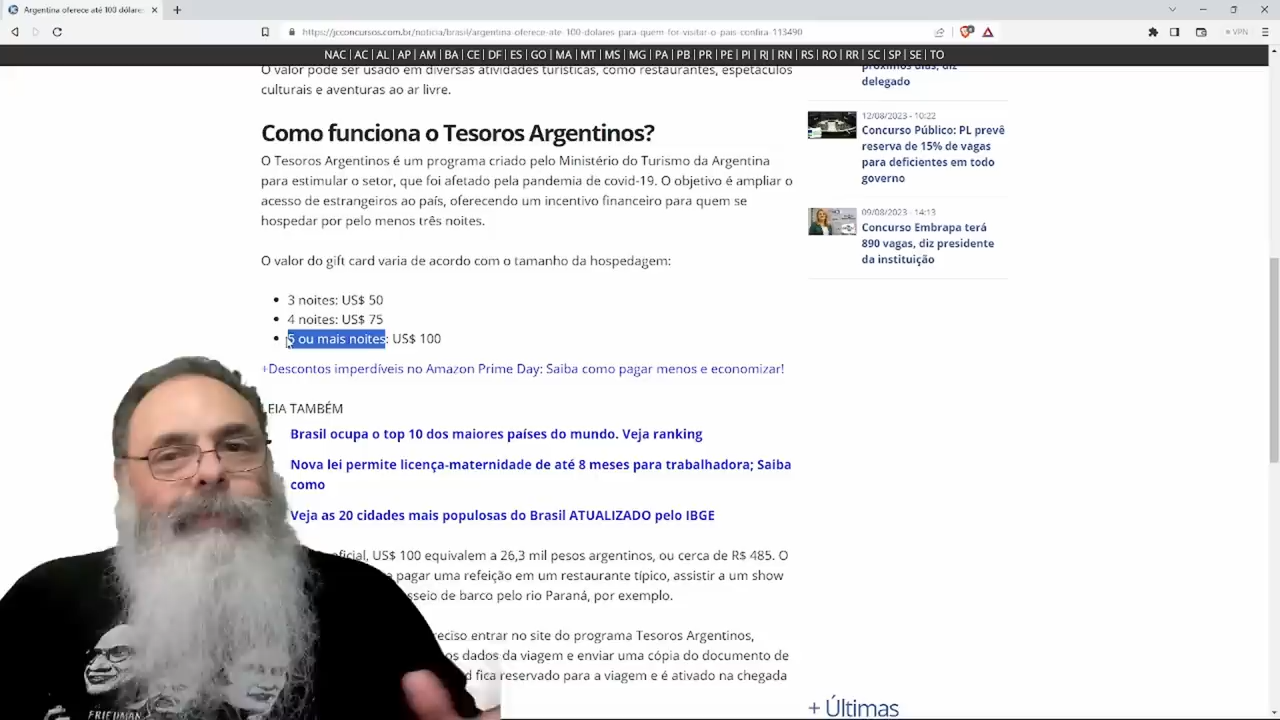 Argentina oferece até 100 dólare
https://jcconcursos.com.br/noticia/brasil/argentina-oferece-ate-100-dolares-para-quem-for-visitar-o-pais-confira-113490
VPN
NAC | AC | AL | AP | AM | BA | CE | DF | ES | GO | MA | MT | MS | MG | PA | PB | PR | PE | PI | RJ | RN | RS | RO | RR | SC | SP | SE | TO
O valor pode ser usado em diversas atividades turísticas, como restaurantes, espetáculos
culturais e aventuras ao ar livre.
Como funciona o Tesoros Argentinos?
O Tesoros Argentinos é um programa criado pelo Ministério do Turismo da Argentina
para estimular o setor, que foi afetado pela pandemia de covid-19. O objetivo é ampliar o
acesso de estrangeiros ao país, oferecendo um incentivo financeiro para quem se
hospedar por pelo menos três noites.
O valor do gift card varia de acordo com o tamanho da hospedagem:
3 noites: US$ 50
4 noites: US$ 75
5 ou mais noites: US$ 100
+Descontos imperdíveis no Amazon Prime Day: Saiba como pagar menos e economizar!
LEIA TAMBÉM
Brasil ocupa o top 10 dos maiores países do mundo. Veja ranking
Nova lei permite licença-maternidade de até 8 meses para trabalhadora; Saiba
como
Veja as 20 cidades mais populosas do Brasil ATUALIZADO pelo IBGE
oficial, US$ 100 equivalem a 26,3 mil pesos argentinos, ou cerca de R$ 485. O
pagar uma refeição em um restaurante típico, assistir a um show
sseio de barco pelo rio Paraná, por exemplo.
reciso entrar no site do programa Tesoros Argentinos,
os dados da viagem e enviar uma cópia do documento de
d fica reservado para a viagem e é ativado na chegada
próximos dias, diz
delegado
12/08/2023 - 10:22
Concurso Público: PL prevê
reserva de 15% de vagas
para deficientes em todo
governo
09/08/2023 - 14:13
Concurso Embrapa terá
890 vagas, diz presidente
da instituição
+ Últimas
FRIEDMAN